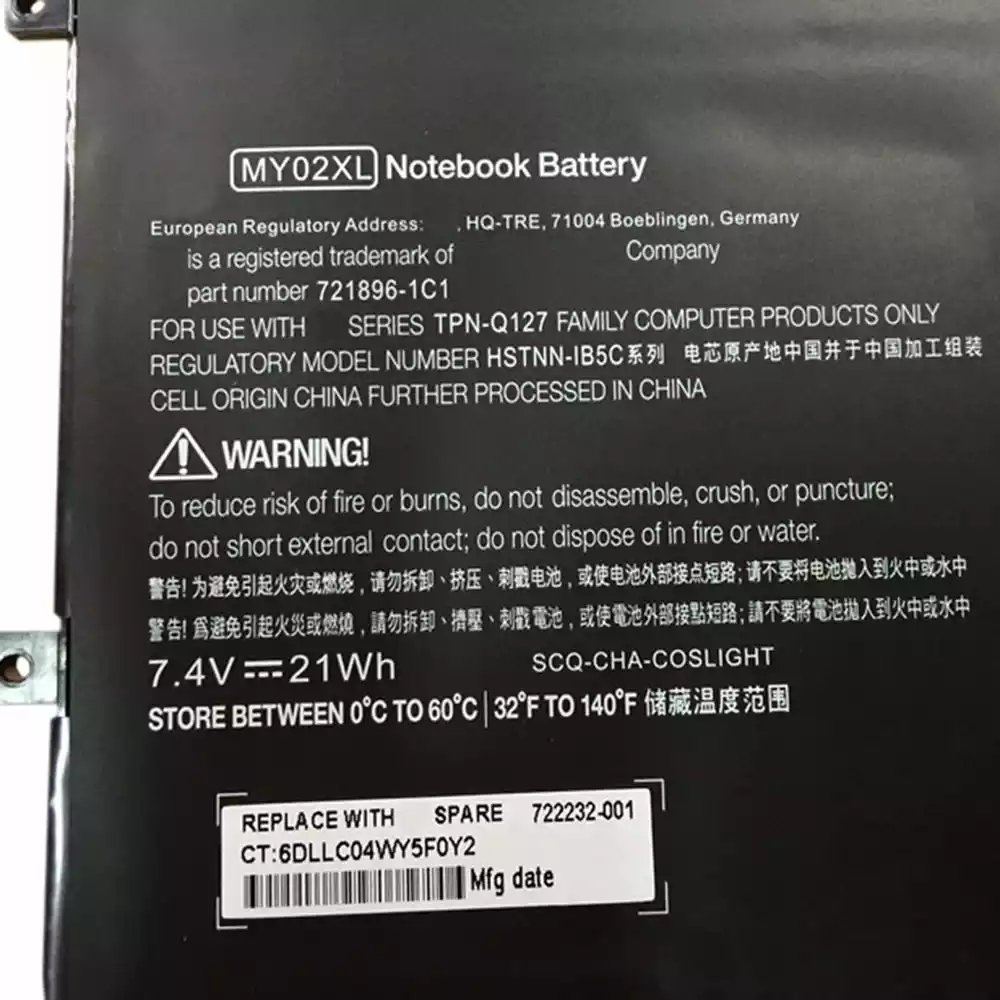 MY02XL Notebook Battery
European Regulatory Address: , HQ-TRE, 71004 Boeblingen, Germany
is a registered trademark of Company
part number 721896-1C1
FOR USE WITH SERIES TPN-Q127 FAMILY COMPUTER PRODUCTS ONLY
REGULATORY MODEL NUMBER HSTNN-IB5C系列 电芯原产地中国并于中国加工组装
CELL ORIGIN CHINA FURTHER PROCESSED IN CHINA
WARNING!
To reduce risk of fire or burns, do not disassemble, crush, or puncture;
do not short external contact; do not dispose of in fire or water.
警告! 为避免引起火灾或燃烧，请勿拆卸、挤压、刺戳电池，或使电池外部接点短路; 请不要将电池抛入到火中或水中
警告! 爲避免引起火災或燃燒，請勿拆卸、擠壓、刺戳電池，或使電池外部接點短路; 請不要將電池拋入到火中或水中
7.4V ⎓ 21Wh SCQ-CHA-COSLIGHT
STORE BETWEEN 0°C TO 60°C | 32°F TO 140°F 储藏温度范围
REPLACE WITH SPARE 722232-001
CT:6DLLC04WY5F0Y2
Mfg date